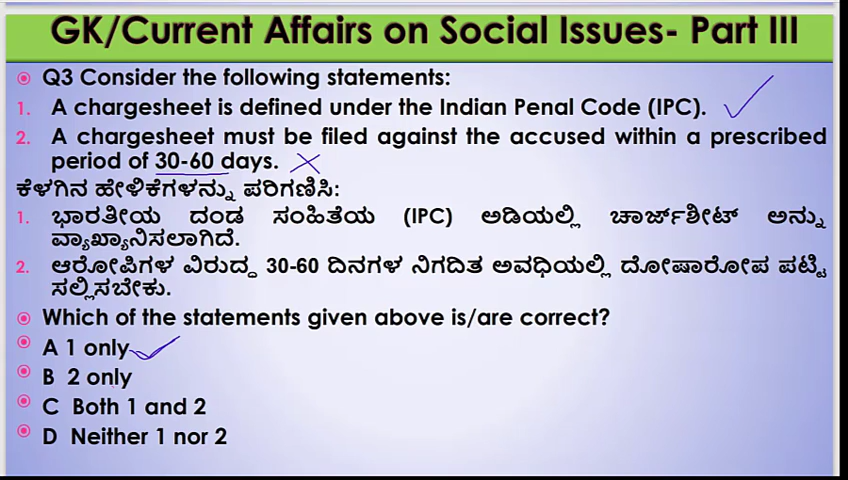 GK/Current Affairs on Social Issues- Part III
Q3 Consider the following statements:
1. A chargesheet is defined under the Indian Penal Code (IPC).
2. A chargesheet must be filed against the accused within a prescribed
period of 30-60 days.
ಕೆಳಗಿನ ಹೇಳಿಕೆಗಳನ್ನು ಪರಿಗಣಿಸಿ:
1. ಭಾರತೀಯ ದಂಡ ಸಂಹಿತೆಯ (IPC) ಅಡಿಯಲ್ಲಿ ಚಾರ್ಜ್‌ಶೀಟ್ ಅನ್ನು
ವ್ಯಾಖ್ಯಾನಿಸಲಾಗಿದೆ.
2. ಆರೋಪಿಗಳ ವಿರುದ್ಧ 30-60 ದಿನಗಳ ನಿಗದಿತ ಅವಧಿಯಲ್ಲಿ ದೋಷಾರೋಪ ಪಟ್ಟಿ
ಸಲ್ಲಿಸಬೇಕು.
Which of the statements given above is/are correct?
A 1 only
B 2 only
C Both 1 and 2
D Neither 1 nor 2